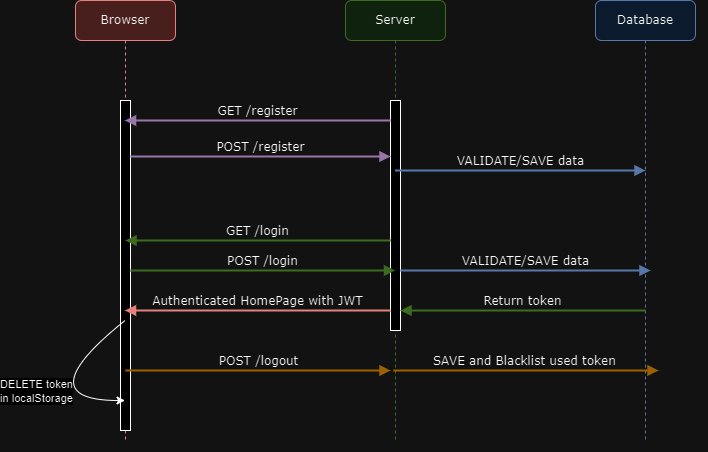 Browser
Server
Database
GET /register
POST /register
VALIDATE/SAVE data
GET /login
POST /login
VALIDATE/SAVE data
Authenticated HomePage with JWT
Return token
POST /logout
SAVE and Blacklist used token
DELETE token
in localStorage